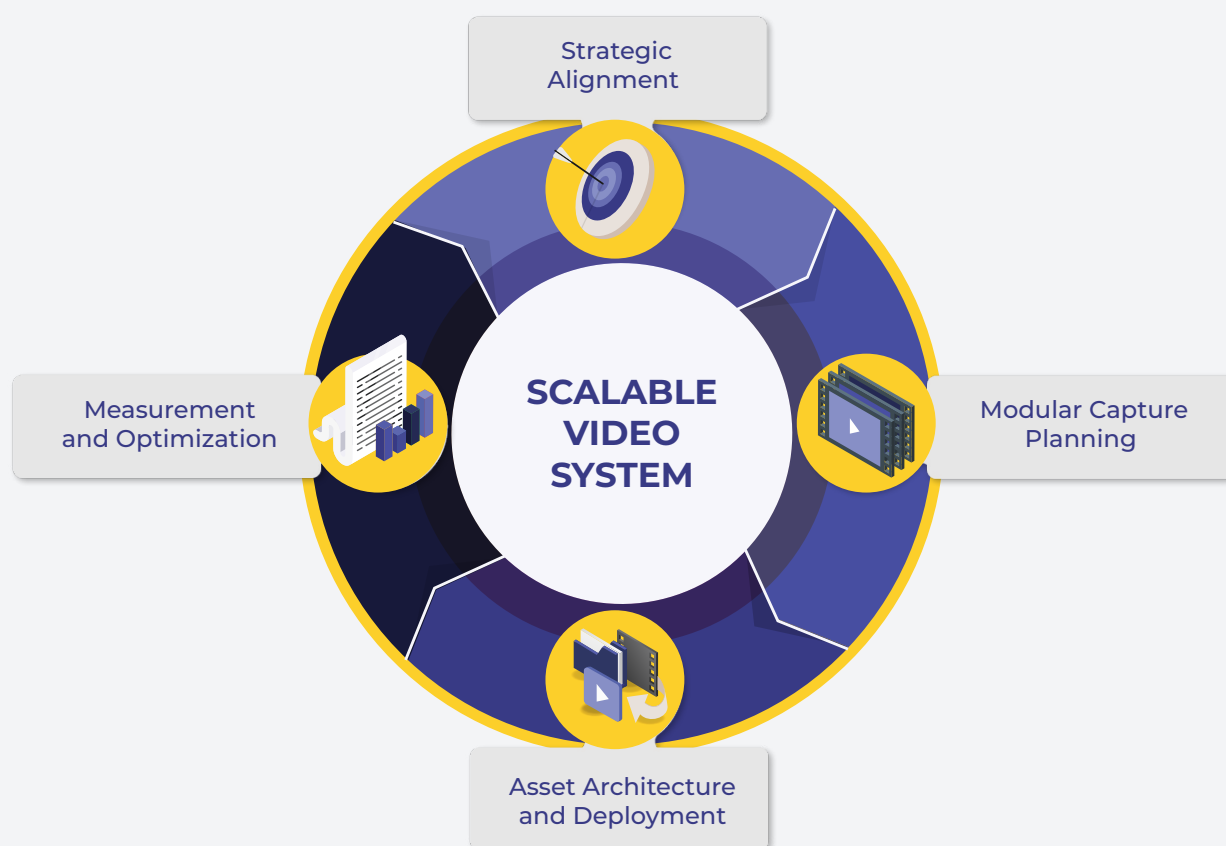 Strategic
Alignment
SCALABLE
VIDEO
SYSTEM
Measurement
and Optimization
Modular Capture
Planning
Asset Architecture
and Deployment